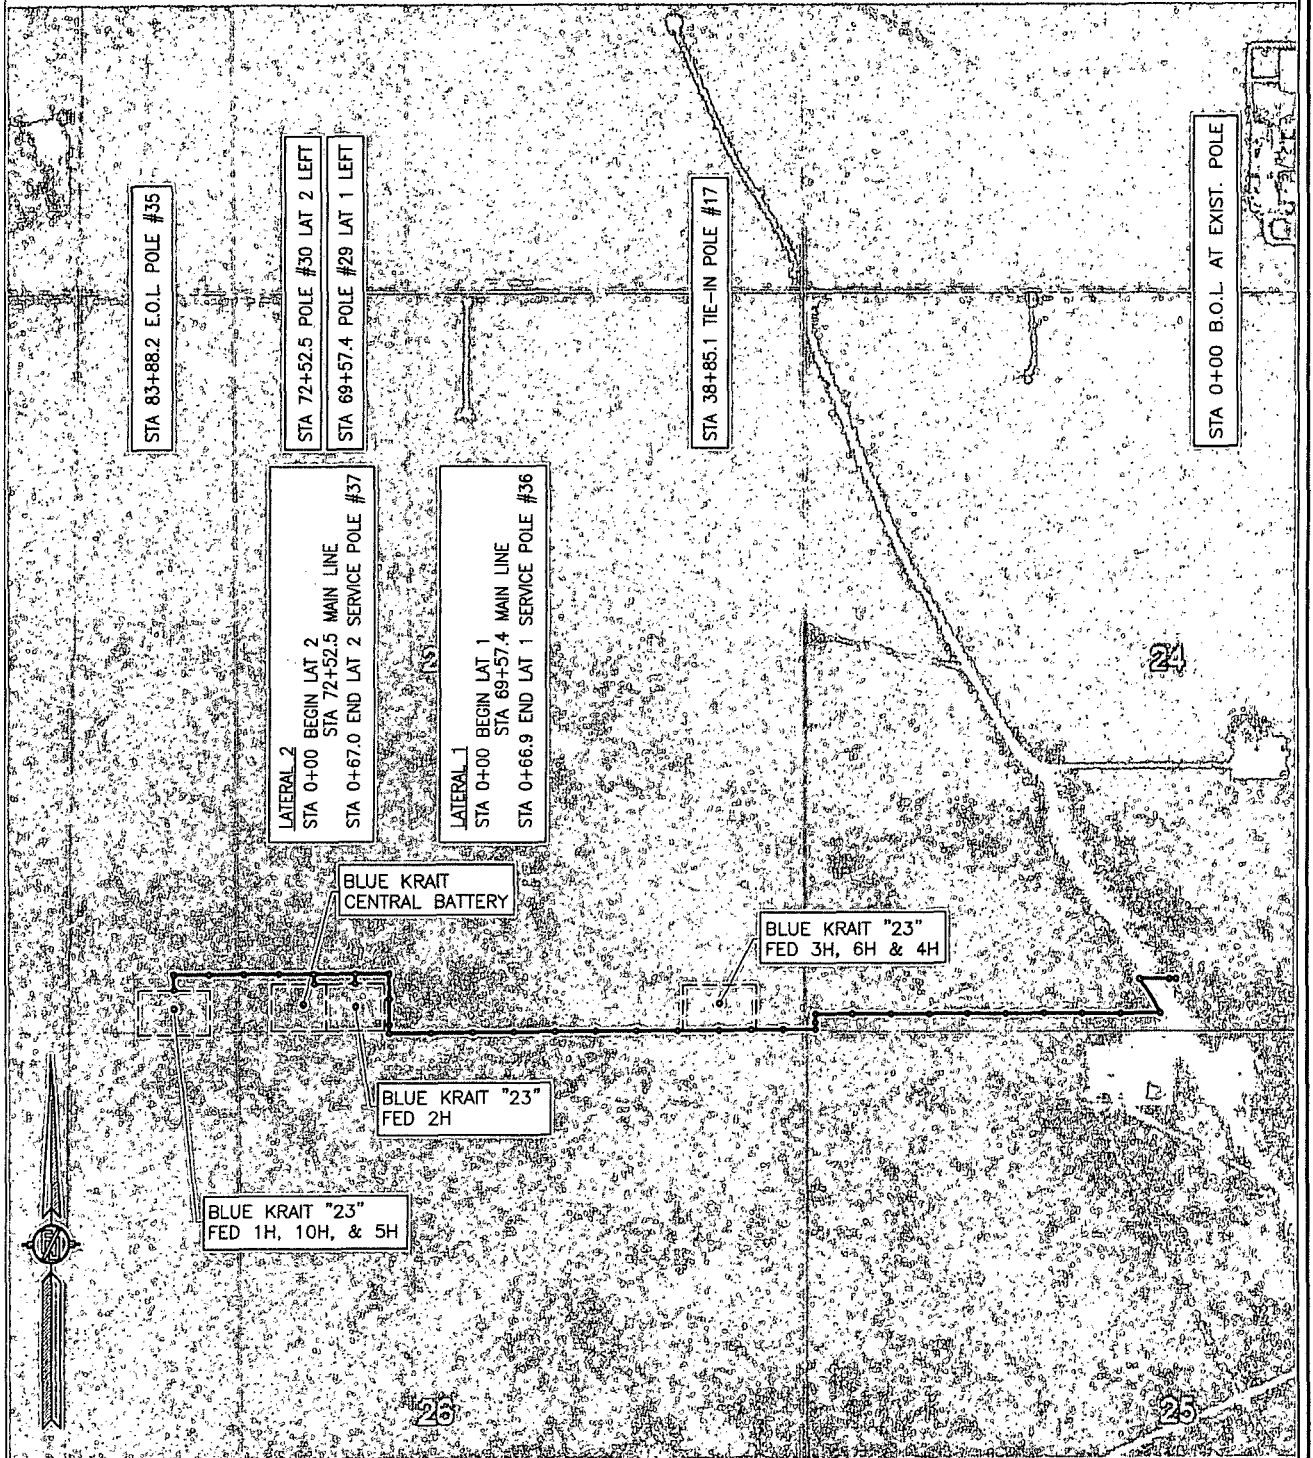 STA 83+88.2 E.O.L POLE #35
STA 72+52.5 POLE #30 LAT 2 LEFT
STA 69+57.4 POLE #29 LAT 1 LEFT
STA 38+85.1 TIE-IN POLE #17
STA 0+00 B.O.L AT EXIST. POLE
LATERAL 2
STA 0+00 BEGIN LAT 2
STA 72+52.5 MAIN LINE
STA 0+67.0 END LAT 2 SERVICE POLE #37
LATERAL 1
STA 0+00 BEGIN LAT 1
STA 69+57.4 MAIN LINE
STA 0+66.9 END LAT 1 SERVICE POLE #36
24
BLUE KRAIT
CENTRAL BATTERY
BLUE KRAIT "23"
FED 3H, 6H & 4H
BLUE KRAIT "23"
FED 2H
BLUE KRAIT "23"
FED 1H, 10H, & 5H
26
25